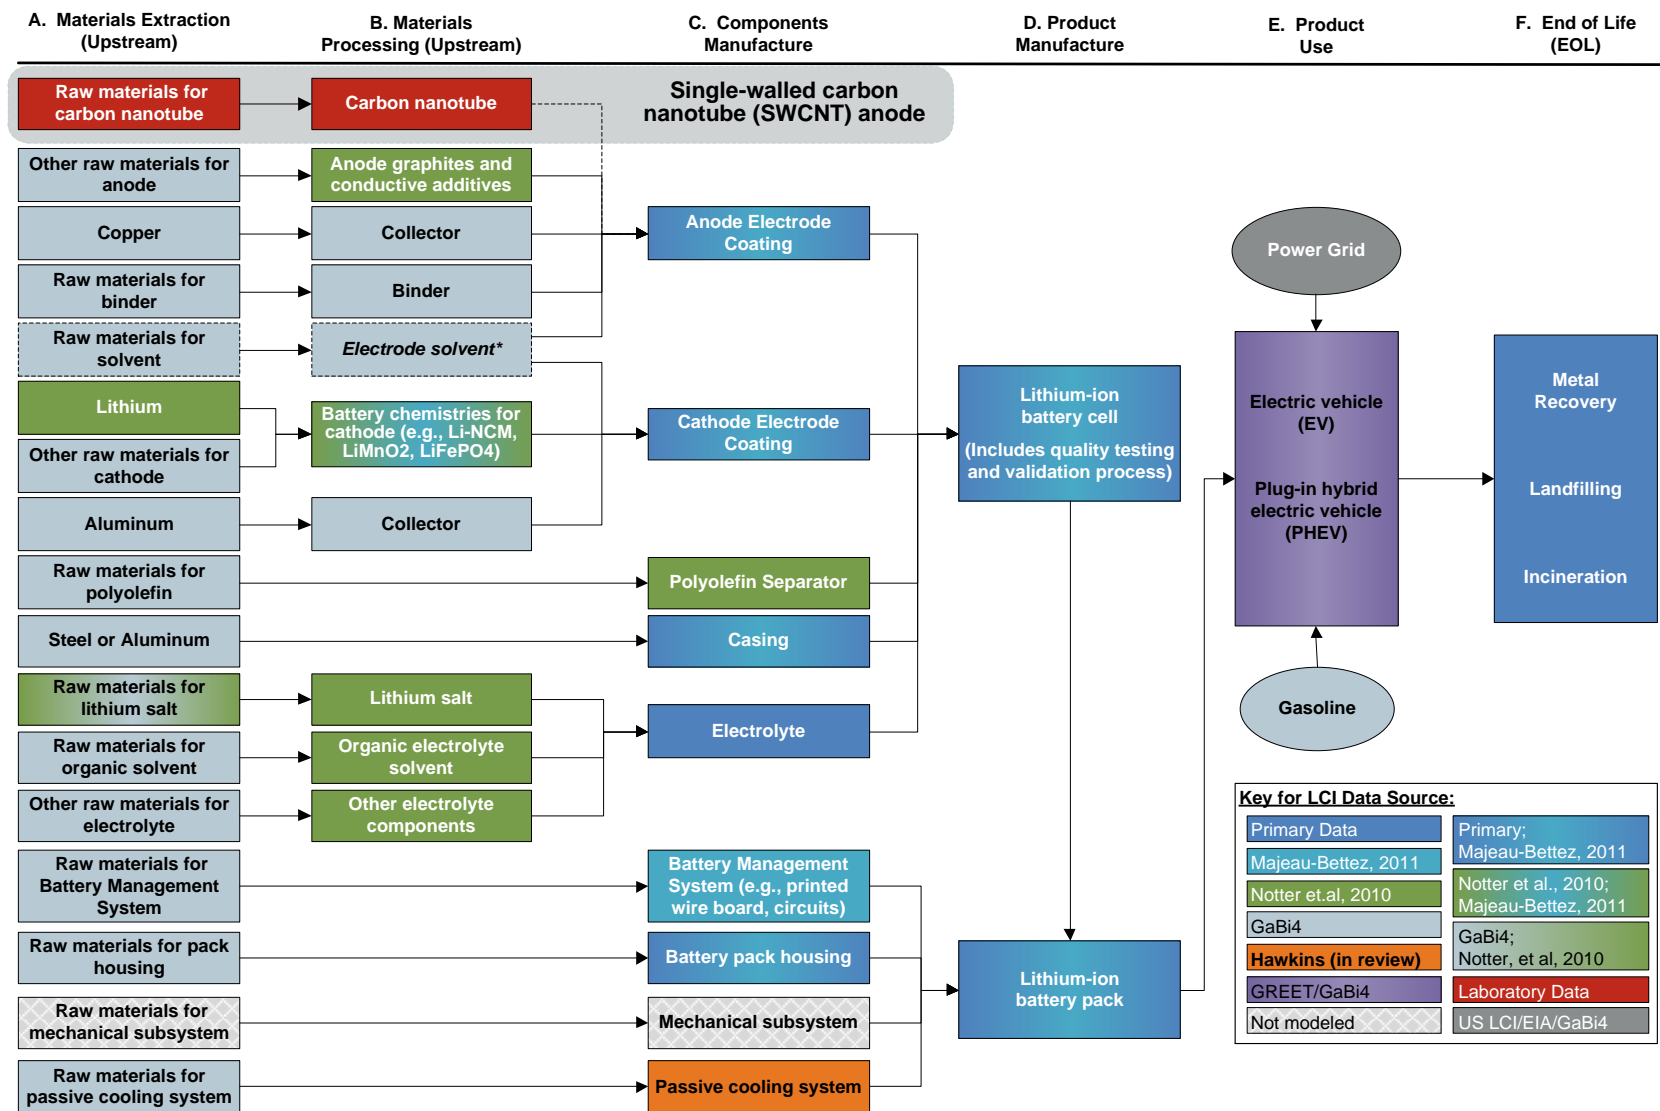 A. Materials Extraction
(Upstream)
B. Materials
Processing (Upstream)
C. Components
Manufacture
D. Product
Manufacture
E. Product
Use
F. End of Life
(EOL)
Raw materials for
carbon nanotube
Carbon nanotube
Single-walled carbon
nanotube (SWCNT) anode
Other raw materials for
anode
Anode graphites and
conductive additives
Copper
Collector
Anode Electrode
Coating
Raw materials for
binder
Binder
Raw materials for
solvent
Electrode solvent*
Lithium
Battery chemistries for
cathode (e.g., Li-NCM,
LiMnO2, LiFePO4)
Cathode Electrode
Coating
Other raw materials for
cathode
Aluminum
Collector
Raw materials for
polyolefin
Polyolefin Separator
Steel or Aluminum
Casing
Raw materials for
lithium salt
Lithium salt
Raw materials for
organic solvent
Organic electrolyte
solvent
Electrolyte
Other raw materials for
electrolyte
Other electrolyte
components
Raw materials for
Battery Management
System
Battery Management
System (e.g., printed
wire board, circuits)
Raw materials for pack
housing
Battery pack housing
Raw materials for
mechanical subsystem
Mechanical subsystem
Raw materials for
passive cooling system
Passive cooling system
Lithium-ion
battery cell
(Includes quality testing
and validation process)
Lithium-ion
battery pack
Power Grid
Electric vehicle
(EV)
Plug-in hybrid
electric vehicle
(PHEV)
Gasoline
Metal
Recovery
Landfilling
Incineration
Key for LCI Data Source:
Primary Data
Majeau-Bettez, 2011
Notter et.al, 2010
GaBi4
Hawkins (in review)
GREET/GaBi4
Not modeled
Primary;
Majeau-Bettez, 2011
Notter et al., 2010;
Majeau-Bettez, 2011
GaBi4;
Notter, et al, 2010
Laboratory Data
US LCI/EIA/GaBi4